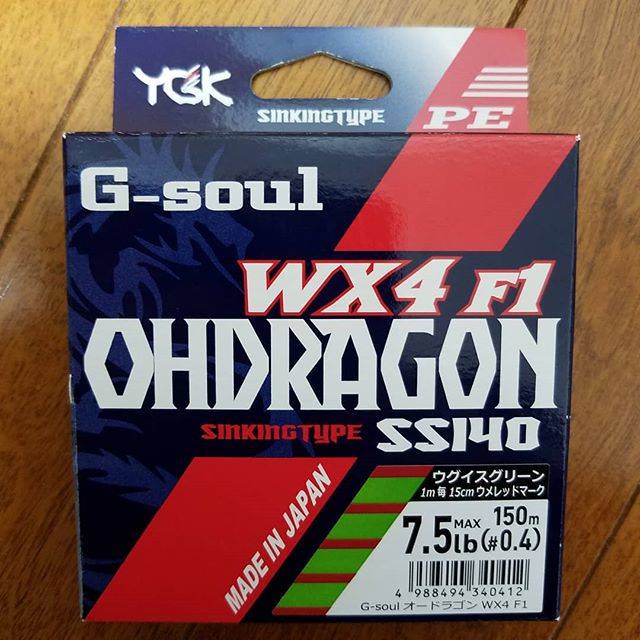 YGK
SINKINGTYPE
PE
G-soul
WX4 F1
OHDRAGON
SINKINGTYPE SS140
MADE IN JAPAN
ウグイスグリーン
1m毎 15cm ウメレッドマーク
7.5lb MAX (#0.4) 150m
4 988494 340412
G-soul オードラゴン WX4 F1